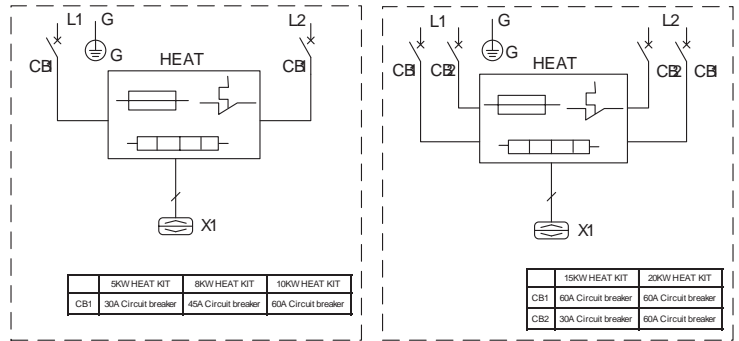 L1 G L2
G
CB1 CB1
HEAT
X1
5KW HEAT KIT 8KW HEAT KIT 10KW HEAT KIT
CB1 30A Circuit breaker 45A Circuit breaker 60A Circuit breaker
L1 G L2
G
CB1 CB2 CB2 CB1
HEAT
X1
15KW HEAT KIT 20KW HEAT KIT
CB1 60A Circuit breaker 60A Circuit breaker
CB2 30A Circuit breaker 60A Circuit breaker